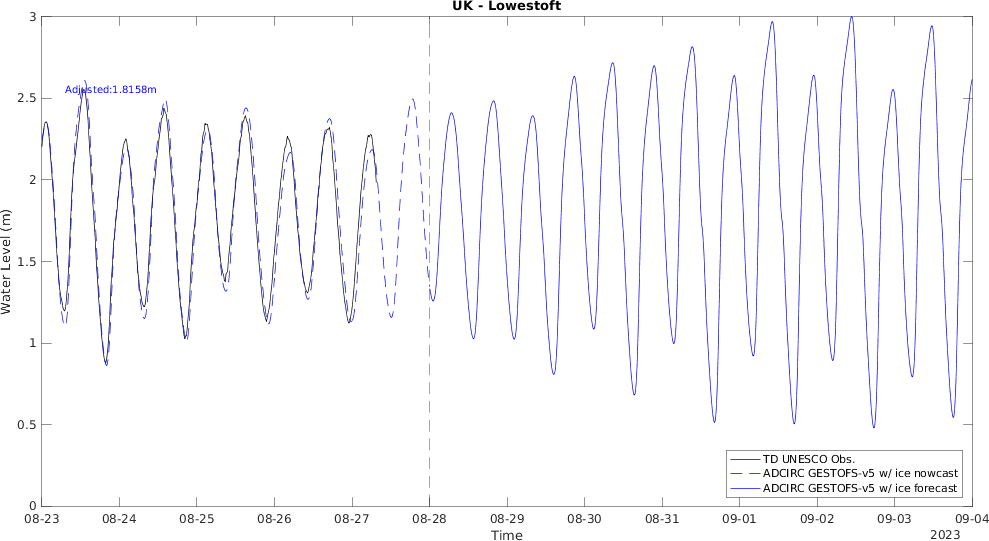 UK - Lowestoft
Water Level (m)
3
2.5
2
1.5
1
0.5
0
Adjusted:1.8158m
TD UNESCO Obs.
ADCIRC GESTOFS-v5 w/ ice nowcast
ADCIRC GESTOFS-v5 w/ ice forecast
08-23 08-24 08-25 08-26 08-27 08-28 08-29 08-30 08-31 09-01 09-02 09-03 09-04
Time
2023